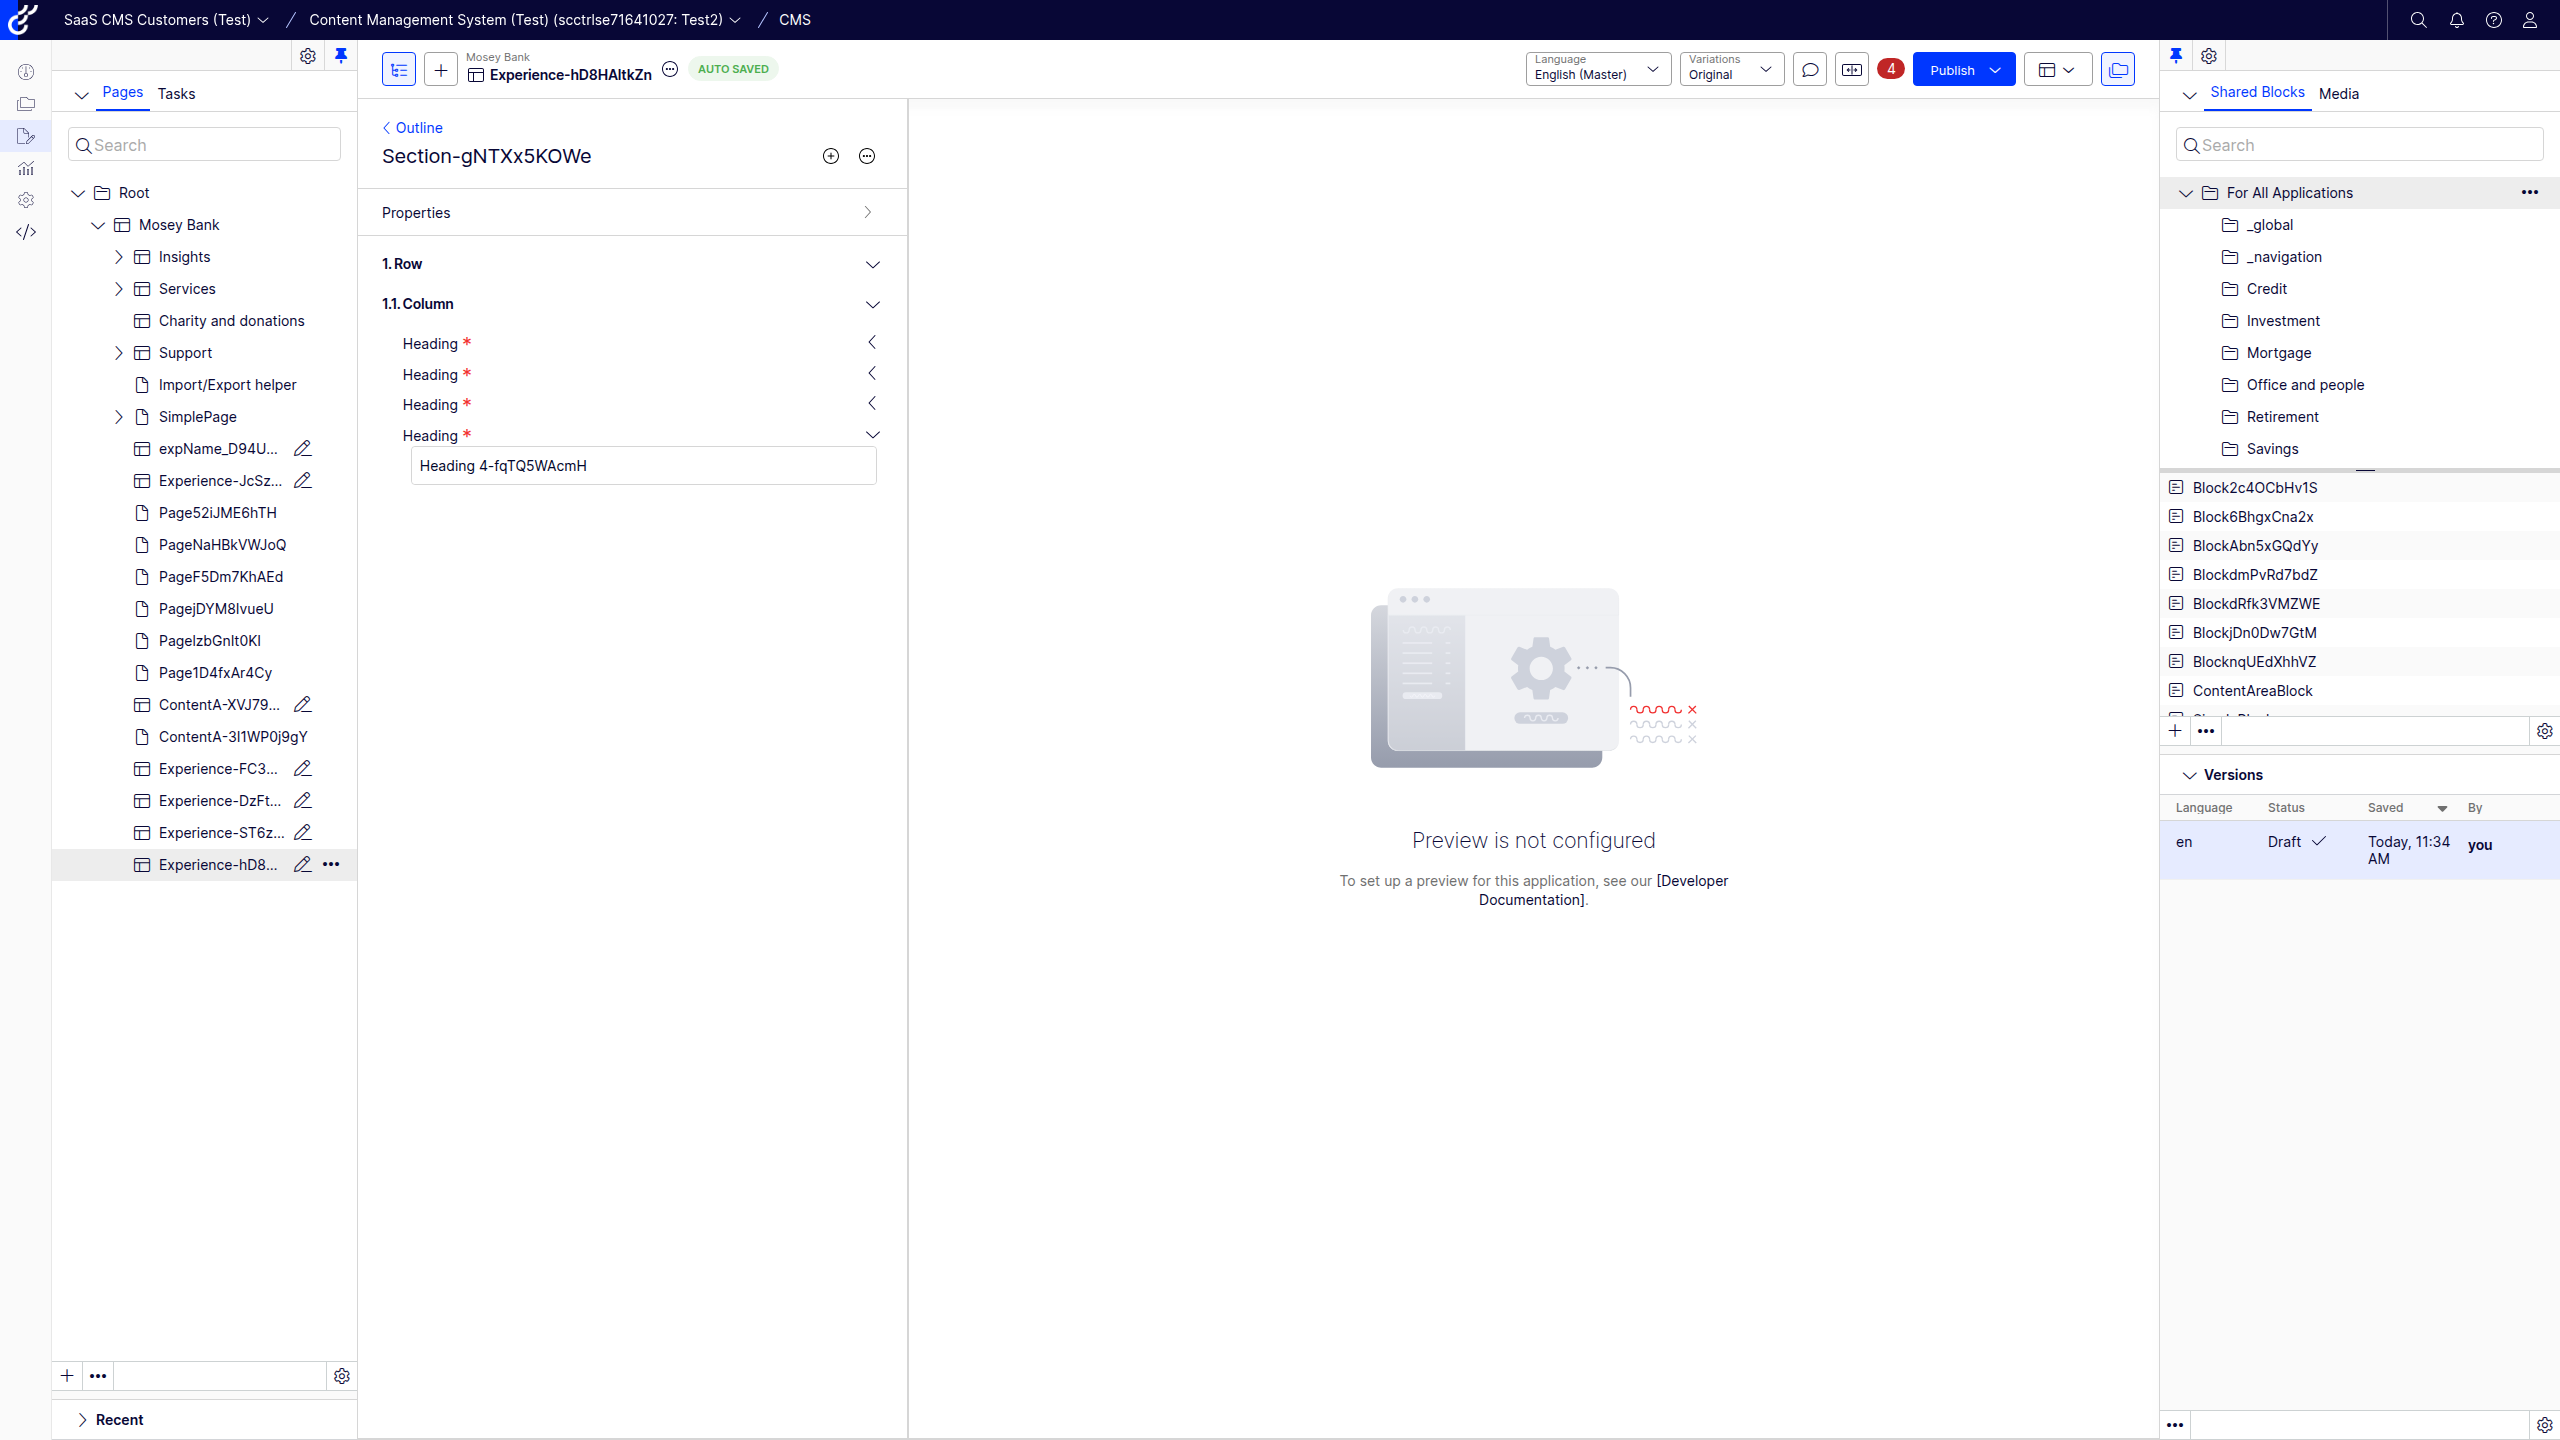 SaaS CMS Customers (Test) / Content Management System (Test) (scctrlse71641027: Test2) / CMS
Pages Tasks
Search
Root
Mosey Bank
Insights
Services
Charity and donations
Support
Import/Export helper
SimplePage
expName_D94U...
Experience-JcSz...
Page52iJME6hTH
PageNaHBkVWJoQ
PageF5Dm7KhAEd
PagejDYM8IvueU
PageIzbGnlt0KI
Page1D4fxAr4Cy
ContentA-XVJ79...
ContentA-3I1WP0j9gY
Experience-FC3...
Experience-DzFt...
Experience-ST6z...
Experience-hD8...
Recent
Mosey Bank
Experience-hD8HAltkZn
AUTO SAVED
Language
English (Master)
Variations
Original
4
Publish
Outline
Section-gNTXx5KOWe
Properties
1. Row
1.1. Column
Heading *
Heading *
Heading *
Heading *
Heading 4-fqTQ5WAcmH
Preview is not configured
To set up a preview for this application, see our [Developer
Documentation].
Shared Blocks Media
Search
For All Applications
_global
_navigation
Credit
Investment
Mortgage
Office and people
Retirement
Savings
Block2c4OCbHv1S
Block6BhgxCna2x
BlockAbn5xGQdYy
BlockdmPvRd7bdZ
BlockdRfk3VMZWE
BlockjDn0Dw7GtM
BlocknqUEdXhhVZ
ContentAreaBlock
Versions
Language Status Saved By
en Draft Today, 11:34 you
AM